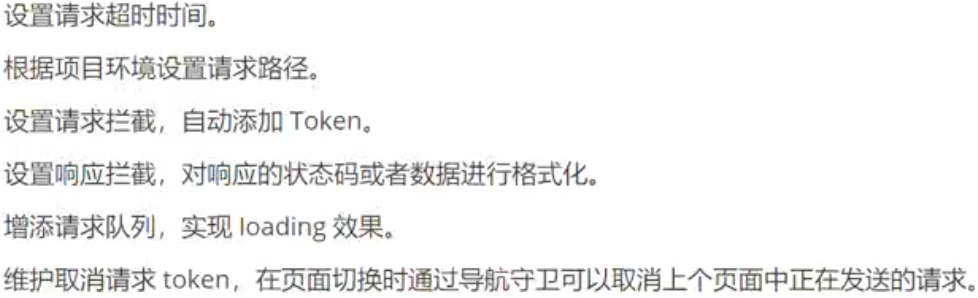 设置请求超时时间。
根据项目环境设置请求路径。
设置请求拦截，自动添加 Token。
设置响应拦截，对响应的状态码或者数据进行格式化。
增添请求队列，实现 loading 效果。
维护取消请求 token，在页面切换时通过导航守卫可以取消上个页面中正在发送的请求。